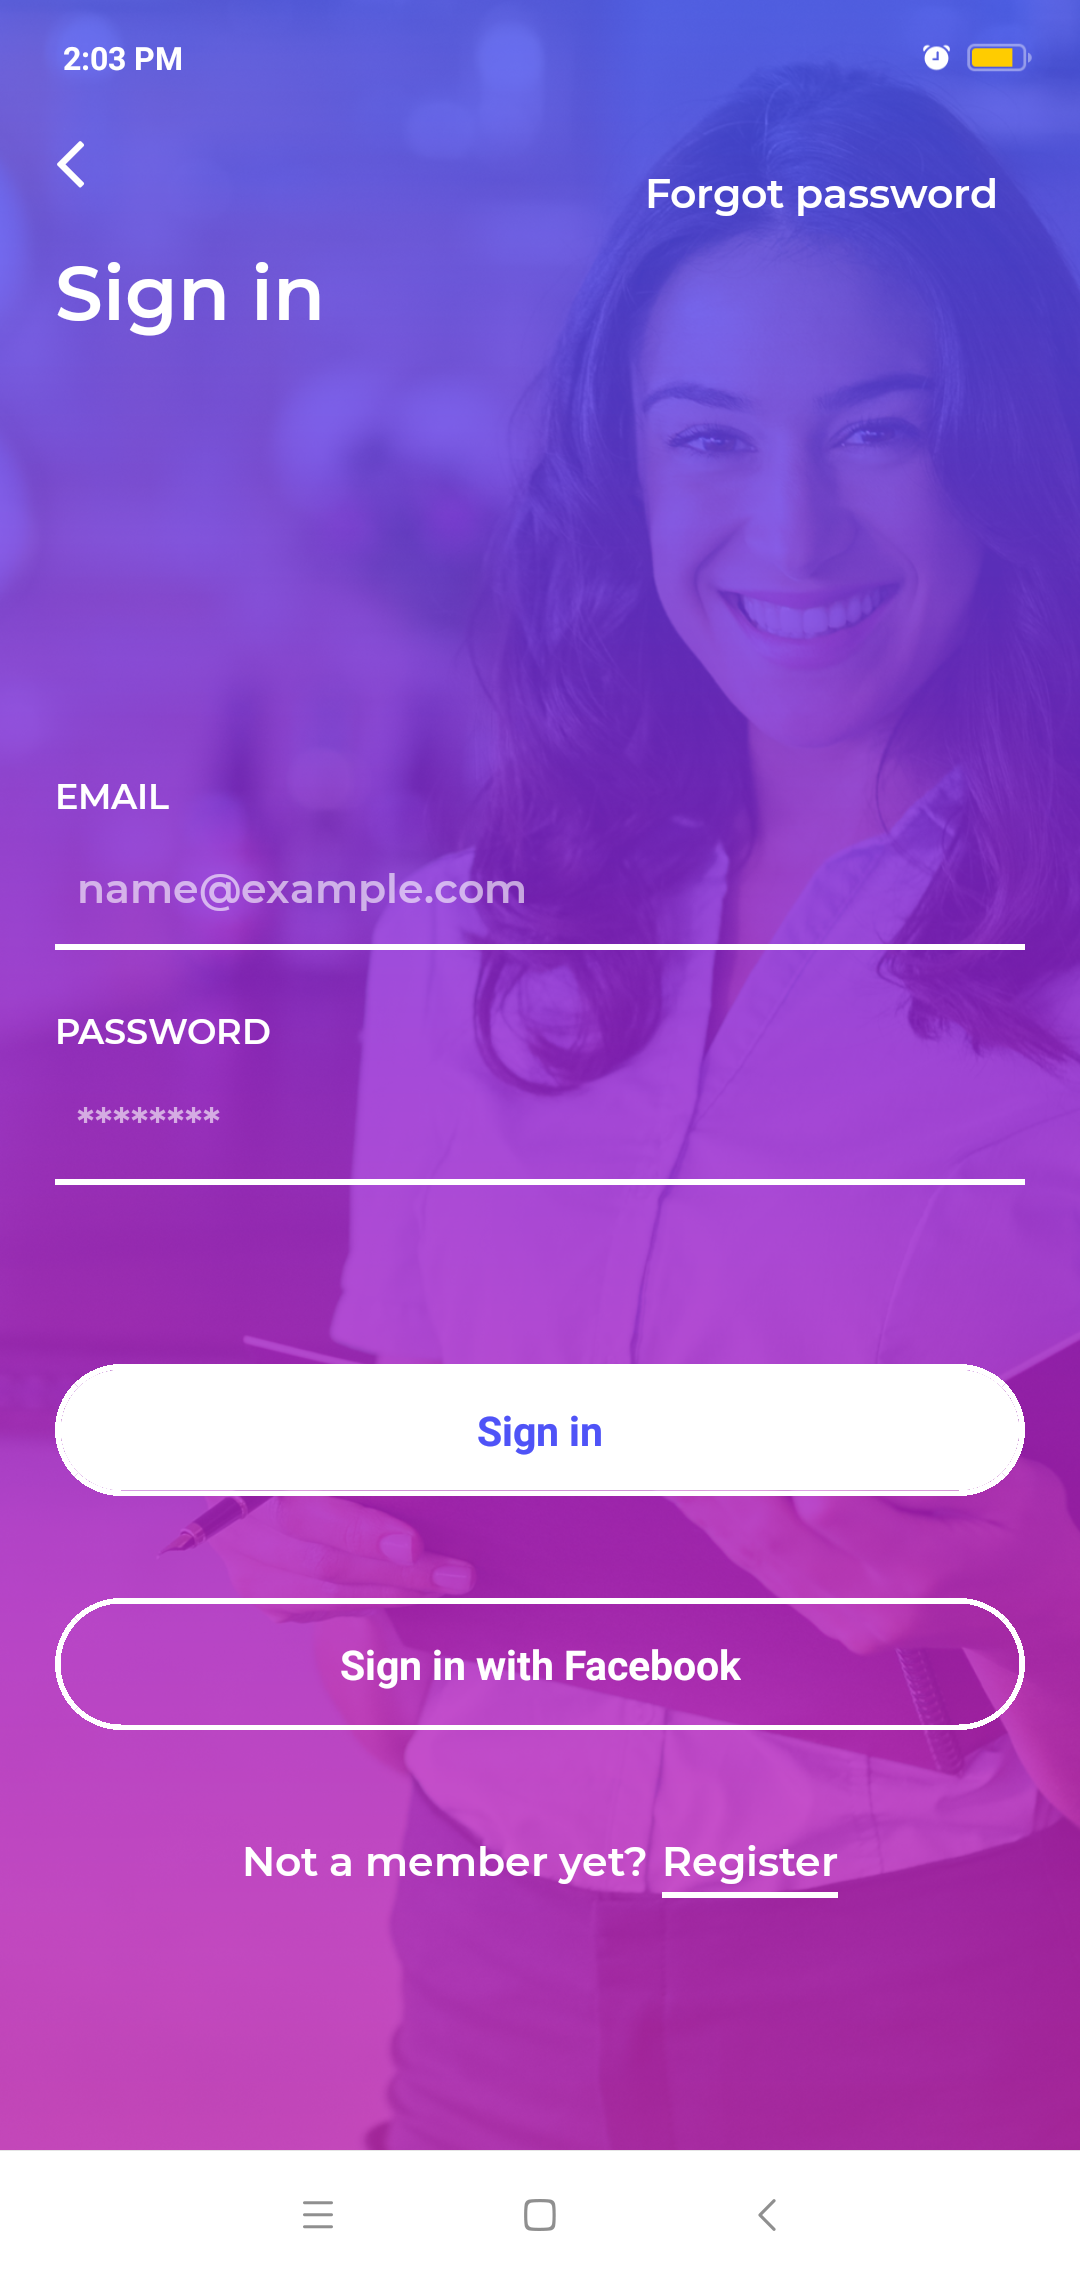 2:03 PM
Forgot password
Sign in
EMAIL
name@example.com
PASSWORD
********
Sign in
Sign in with Facebook
Not a member yet? Register